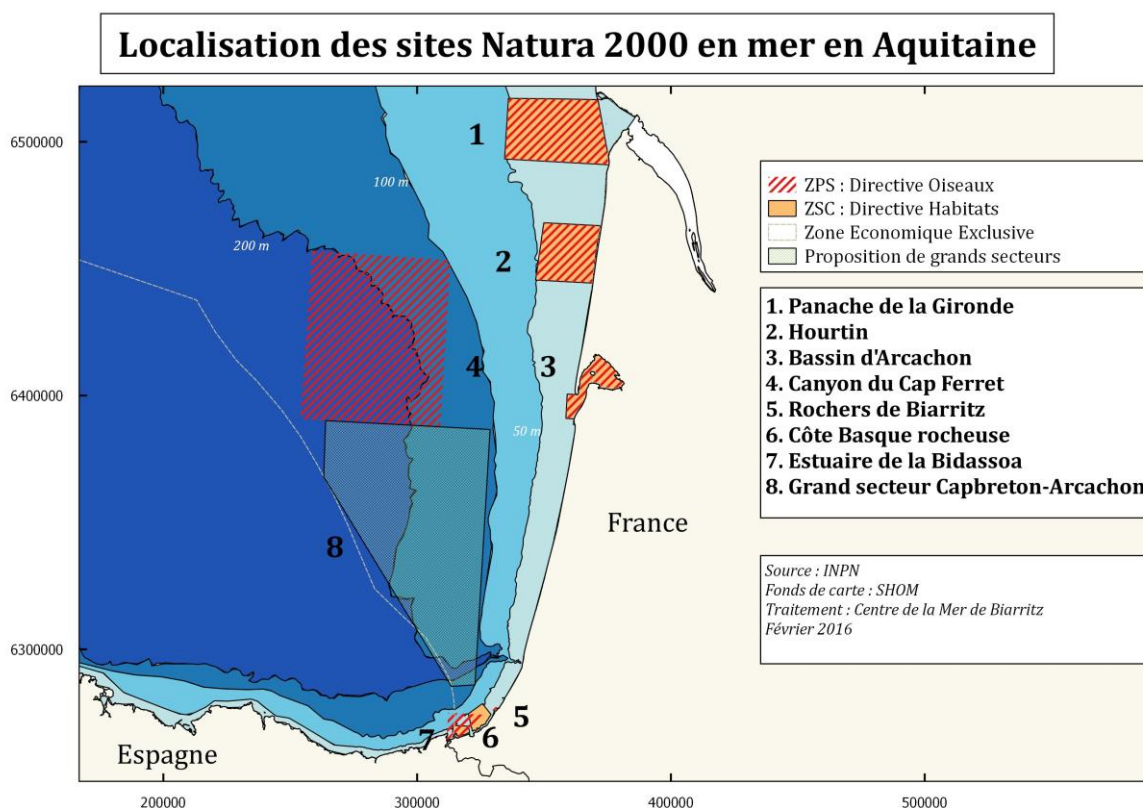 Localisation des sites Natura 2000 en mer en Aquitaine
6500000
6400000
6300000
200000
300000
400000
500000
100 m
200 m
50 m
1
2
3
4
5
6
7
8
France
Espagne
ZPS : Directive Oiseaux
ZSC : Directive Habitats
Zone Economique Exclusive
Proposition de grands secteurs
1. Panache de la Gironde
2. Hourtin
3. Bassin d'Arcachon
4. Canyon du Cap Ferret
5. Rochers de Biarritz
6. Côte Basque rocheuse
7. Estuaire de la Bidassoa
8. Grand secteur Capbreton-Arcachon
Source : INPN
Fonds de carte : SHOM
Traitement : Centre de la Mer de Biarritz
Février 2016